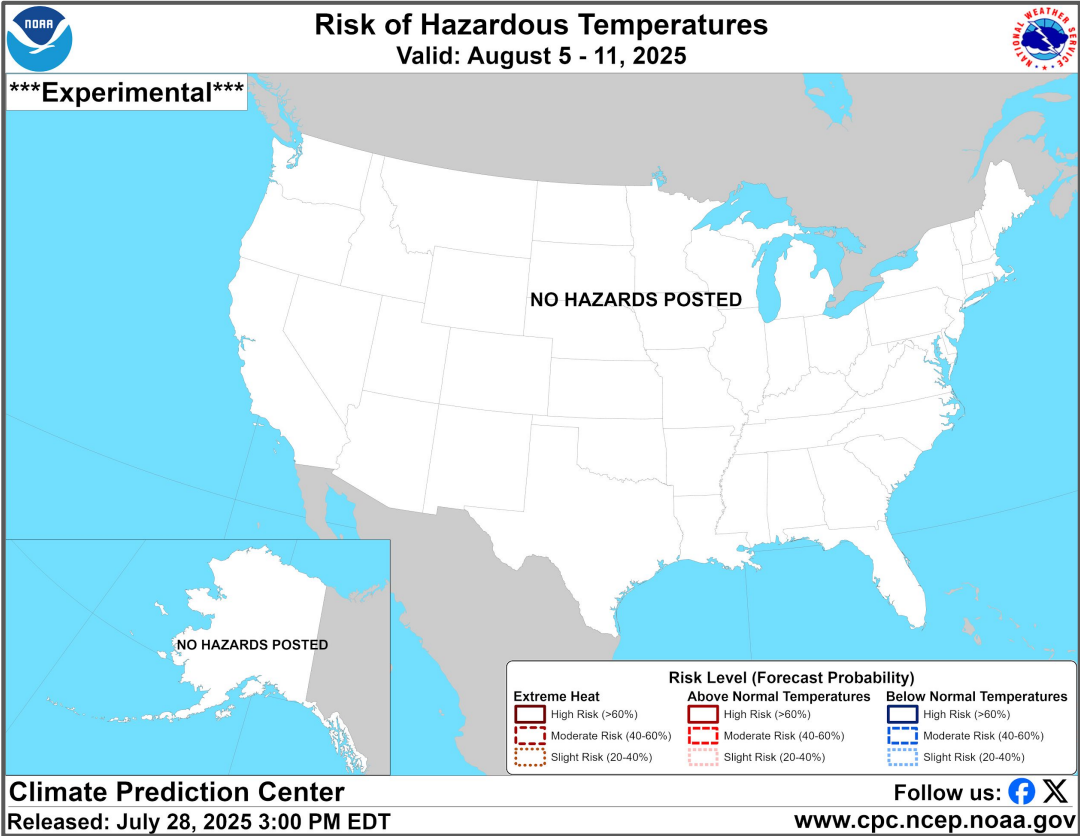 NOAA
Risk of Hazardous Temperatures
Valid: August 5 - 11, 2025
NATIONAL WEATHER SERVICE
***Experimental***
NO HAZARDS POSTED
NO HAZARDS POSTED
Risk Level (Forecast Probability)
Extreme Heat Above Normal Temperatures Below Normal Temperatures
High Risk (>60%) High Risk (>60%) High Risk (>60%)
Moderate Risk (40-60%) Moderate Risk (40-60%) Moderate Risk (40-60%)
Slight Risk (20-40%) Slight Risk (20-40%) Slight Risk (20-40%)
Climate Prediction Center
Follow us:
Released: July 28, 2025 3:00 PM EDT
www.cpc.ncep.noaa.gov